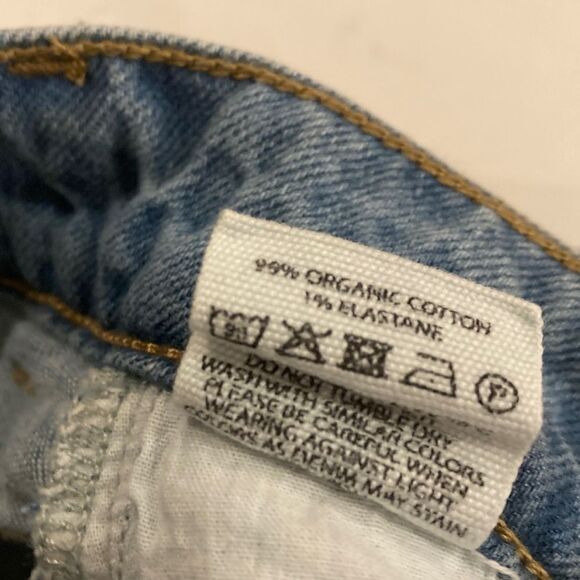 99% ORGANIC COTTON
1% ELASTANE
DO NOT TUMBLE DRY
WASH WITH SIMILAR COLORS
PLEASE BE CAREFUL WHEN
WEARING AGAINST LIGHT
COLORS AS DENIM MAY STAIN